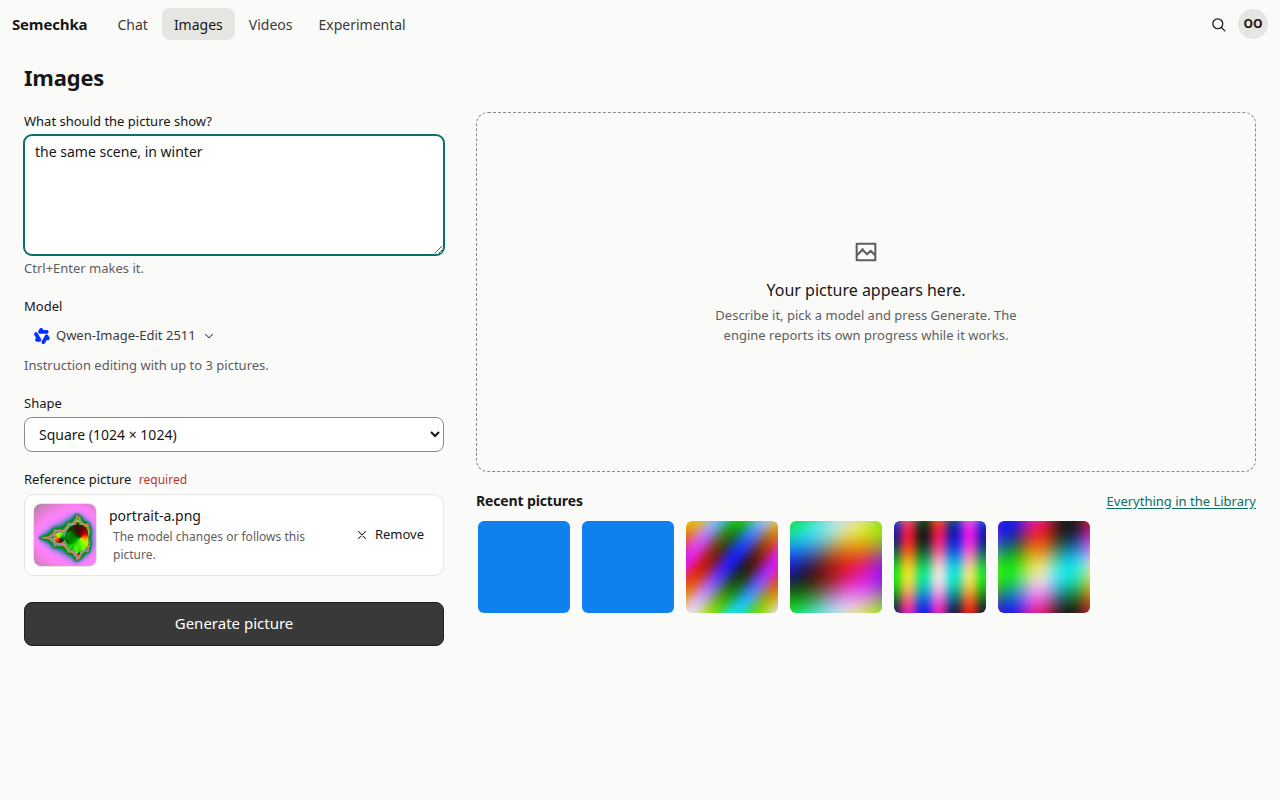 Semechka
Chat
Images
Videos
Experimental
OO
Images
What should the picture show?
the same scene, in winter
Ctrl+Enter makes it.
Model
Qwen-Image-Edit 2511
Instruction editing with up to 3 pictures.
Shape
Square (1024 × 1024)
Reference picture required
portrait-a.png
The model changes or follows this
picture.
Remove
Generate picture
Your picture appears here.
Describe it, pick a model and press Generate. The
engine reports its own progress while it works.
Recent pictures
Everything in the Library